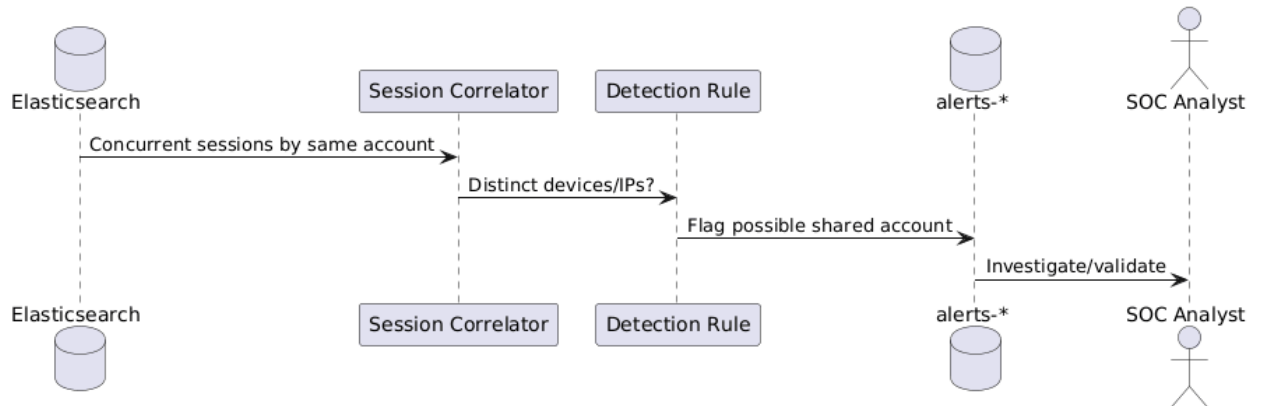 Elasticsearch
Session Correlator
Detection Rule
alerts-*
SOC Analyst
Concurrent sessions by same account
Distinct devices/IPs?
Flag possible shared account
Investigate/validate
Elasticsearch
Session Correlator
Detection Rule
alerts-*
SOC Analyst